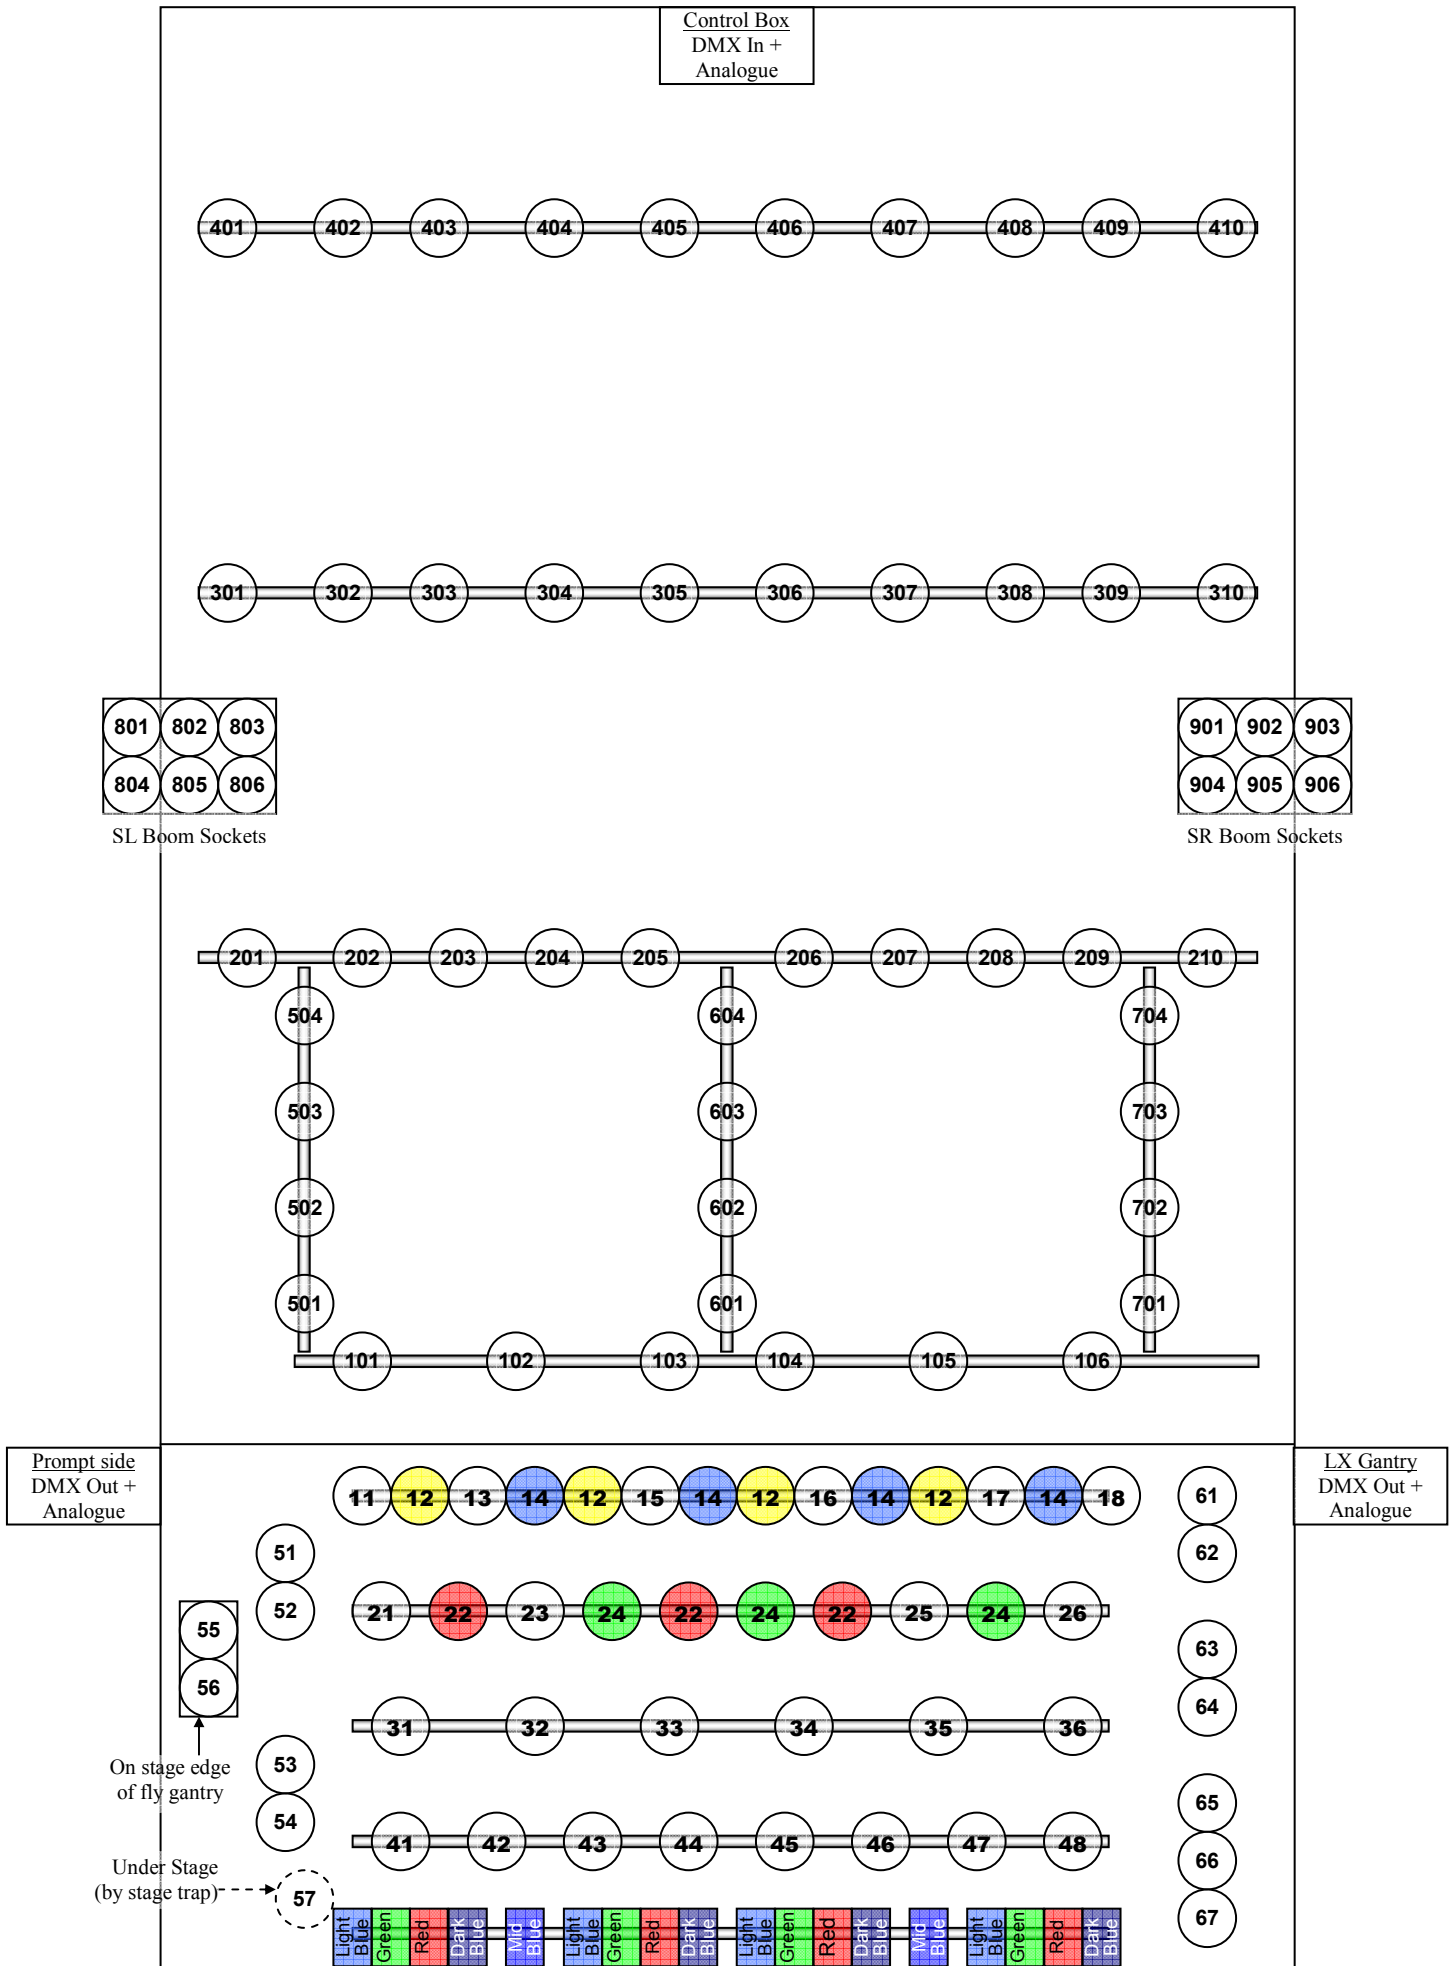 Control Box
DMX In +
Analogue
401 402 403 404 405 406 407 408 409 410
301 302 303 304 305 306 307 308 309 310
801 802 803
804 805 806
SL Boom Sockets
901 902 903
904 905 906
SR Boom Sockets
201 202 203 204 205 206 207 208 209 210
504 604 704
503 603 703
502 602 702
501 601 701
101 102 103 104 105 106
Prompt side
DMX Out +
Analogue
LX Gantry
DMX Out +
Analogue
11 12 13 14 12 15 14 12 16 14 12 17 14 18
61
62
51
52
21 22 23 24 22 24 22 25 24 26
55
56
On stage edge
of fly gantry
63
64
31 32 33 34 35 36
53
54
65
66
67
41 42 43 44 45 46 47 48
Under Stage
(by stage trap)
57
Light
Blue
Green
Red
Dark
Blue
Mid
Blue
Light
Blue
Green
Red
Dark
Blue
Light
Blue
Green
Red
Dark
Blue
Mid
Blue
Light
Blue
Green
Red
Dark
Blue